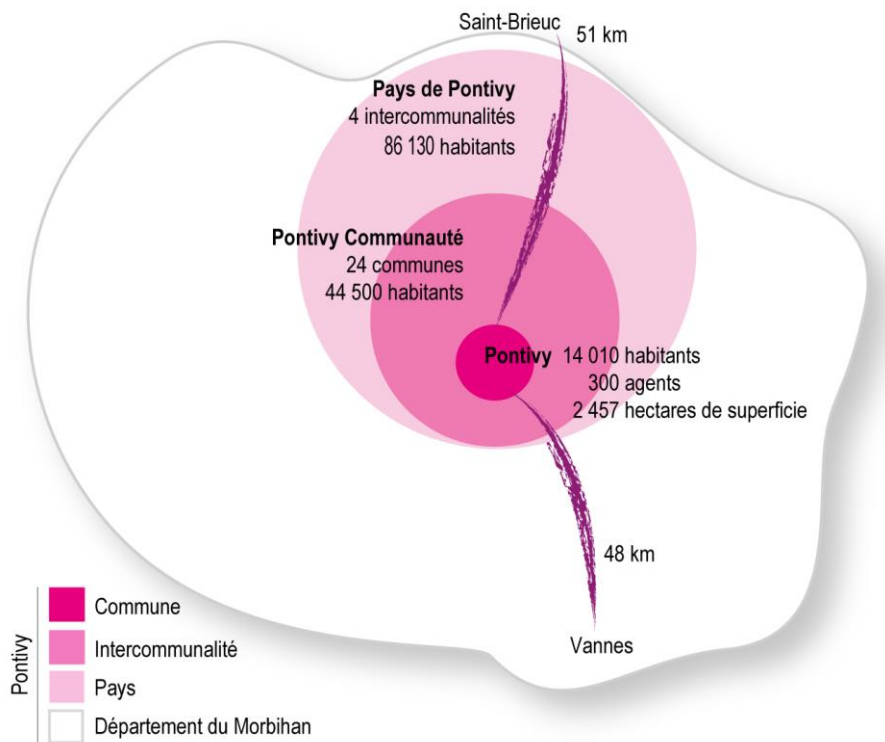 Saint-Brieuc
51 km
Pays de Pontivy
4 intercommunalités
86 130 habitants
Pontivy Communauté
24 communes
44 500 habitants
Pontivy 14 010 habitants
300 agents
2 457 hectares de superficie
48 km
Vannes
Pontivy
Commune
Intercommunalité
Pays
Département du Morbihan